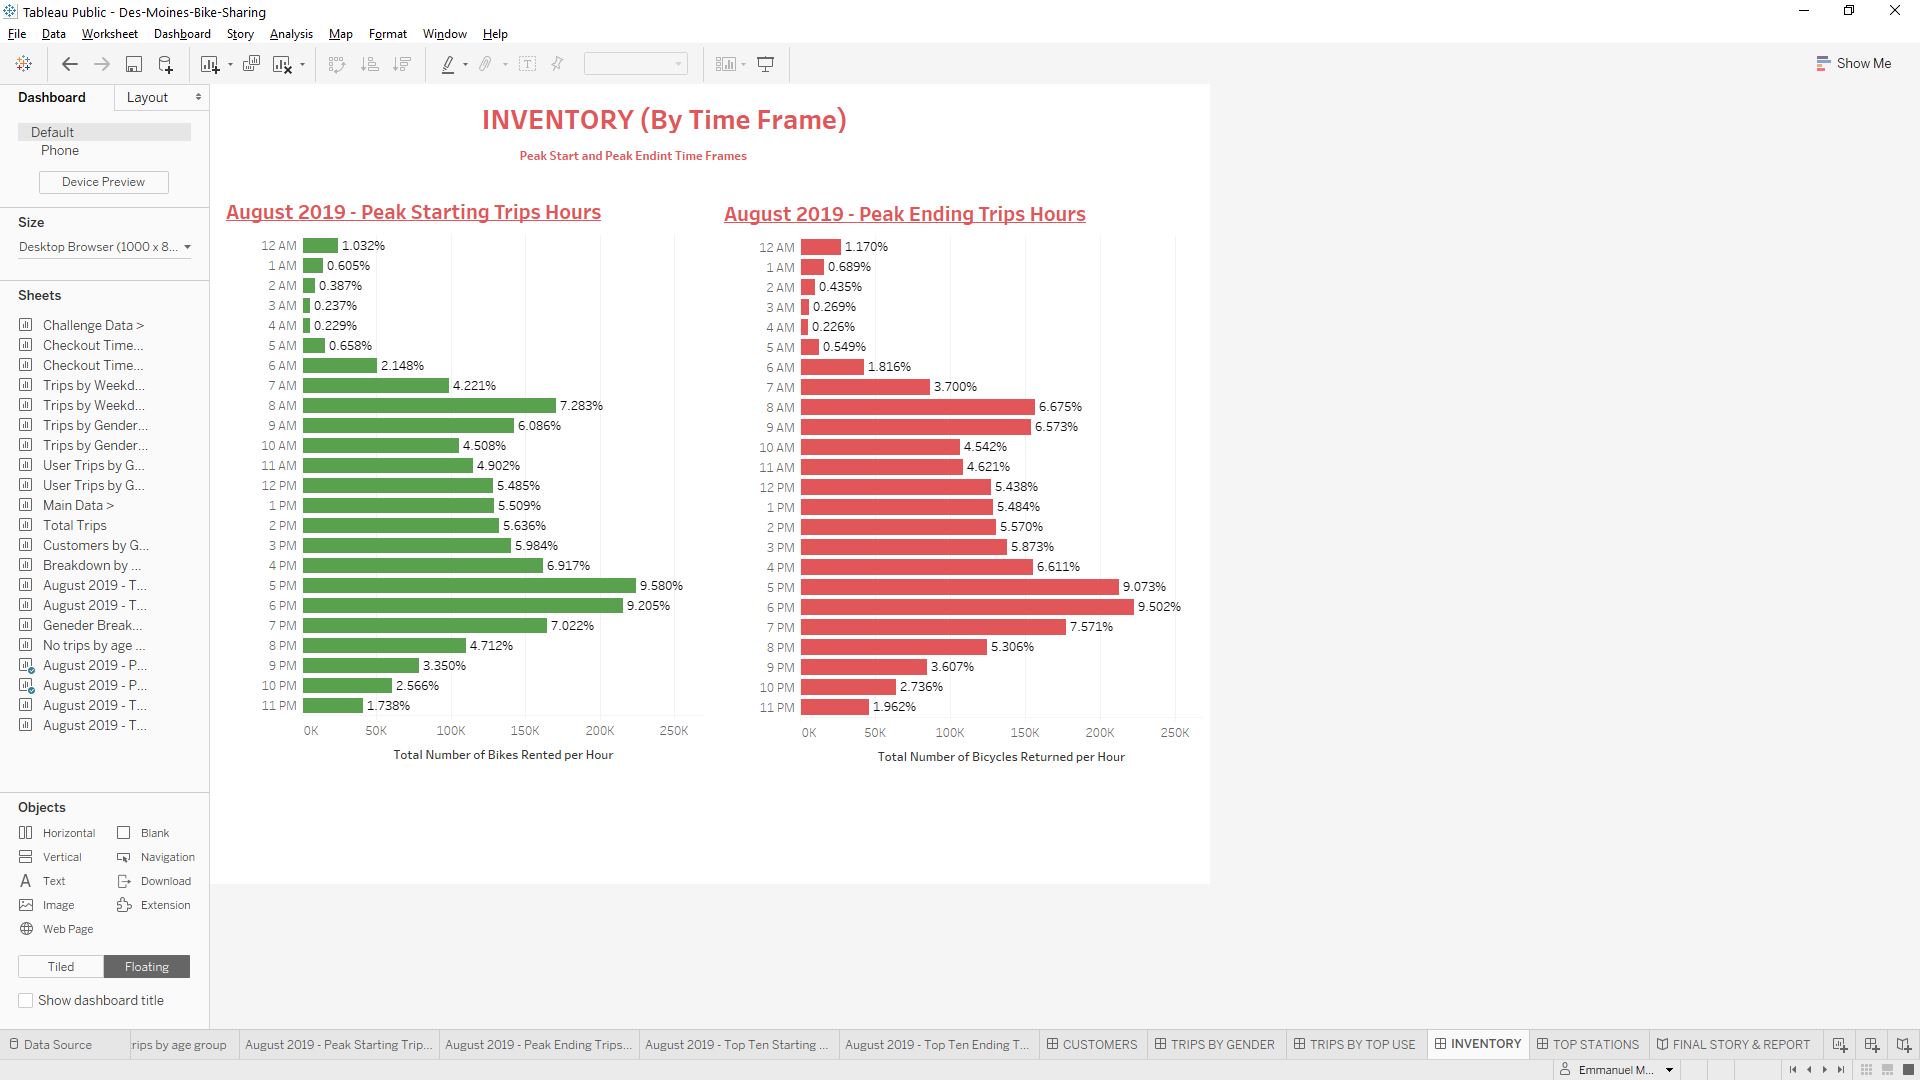 Tableau Public - Des-Moines-Bike-Sharing
File Data Worksheet Dashboard Story Analysis Map Format Window Help
Show Me
Dashboard Layout
Default
Phone
Device Preview
Size
Desktop Browser (1000 x 8...
Sheets
Challenge Data >
Checkout Time...
Checkout Time...
Trips by Weekd...
Trips by Weekd...
Trips by Gender...
Trips by Gender...
User Trips by G...
User Trips by G...
Main Data >
Total Trips
Customers by G...
Breakdown by ...
August 2019 - T...
August 2019 - T...
Geneder Break...
No trips by age ...
August 2019 - P...
August 2019 - P...
August 2019 - T...
August 2019 - T...
Objects
Horizontal Blank
Vertical Navigation
Text Download
Image Extension
Web Page
Tiled Floating
Show dashboard title
INVENTORY (By Time Frame)
Peak Start and Peak Endint Time Frames
August 2019 - Peak Starting Trips Hours
12 AM 1.032%
1 AM 0.605%
2 AM 0.387%
3 AM 0.237%
4 AM 0.229%
5 AM 0.658%
6 AM 2.148%
7 AM 4.221%
8 AM 7.283%
9 AM 6.086%
10 AM 4.508%
11 AM 4.902%
12 PM 5.485%
1 PM 5.509%
2 PM 5.636%
3 PM 5.984%
4 PM 6.917%
5 PM 9.580%
6 PM 9.205%
7 PM 7.022%
8 PM 4.712%
9 PM 3.350%
10 PM 2.566%
11 PM 1.738%
0K 50K 100K 150K 200K 250K
Total Number of Bikes Rented per Hour
August 2019 - Peak Ending Trips Hours
12 AM 1.170%
1 AM 0.689%
2 AM 0.435%
3 AM 0.269%
4 AM 0.226%
5 AM 0.549%
6 AM 1.816%
7 AM 3.700%
8 AM 6.675%
9 AM 6.573%
10 AM 4.542%
11 AM 4.621%
12 PM 5.438%
1 PM 5.484%
2 PM 5.570%
3 PM 5.873%
4 PM 6.611%
5 PM 9.073%
6 PM 9.502%
7 PM 7.571%
8 PM 5.306%
9 PM 3.607%
10 PM 2.736%
11 PM 1.962%
0K 50K 100K 150K 200K 250K
Total Number of Bicycles Returned per Hour
Data Source rips by age group August 2019 - Peak Starting Trip... August 2019 - Peak Ending Trips... August 2019 - Top Ten Starting ... August 2019 - Top Ten Ending T... CUSTOMERS TRIPS BY GENDER TRIPS BY TOP USE INVENTORY TOP STATIONS FINAL STORY & REPORT
Emmanuel M...